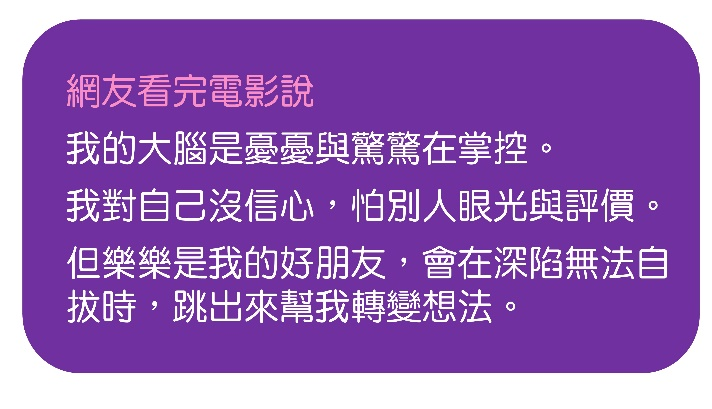 網友看完電影說
我的大腦是憂憂與驚驚在掌控。
我對自己沒信心，怕別人眼光與評價。
但樂樂是我的好朋友，會在深陷無法自
拔時，跳出來幫我轉變想法。